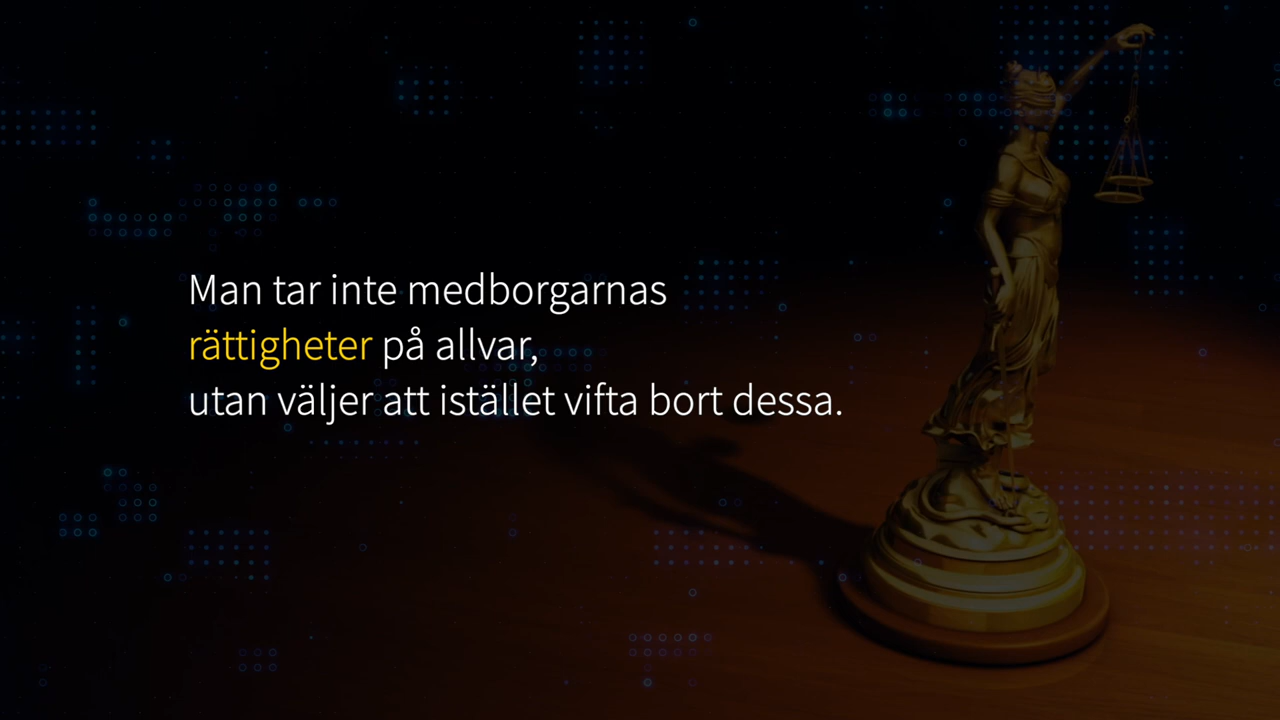 Man tar inte medborgarnas
rättigheter på allvar,
utan väljer att istället vifta bort dessa.